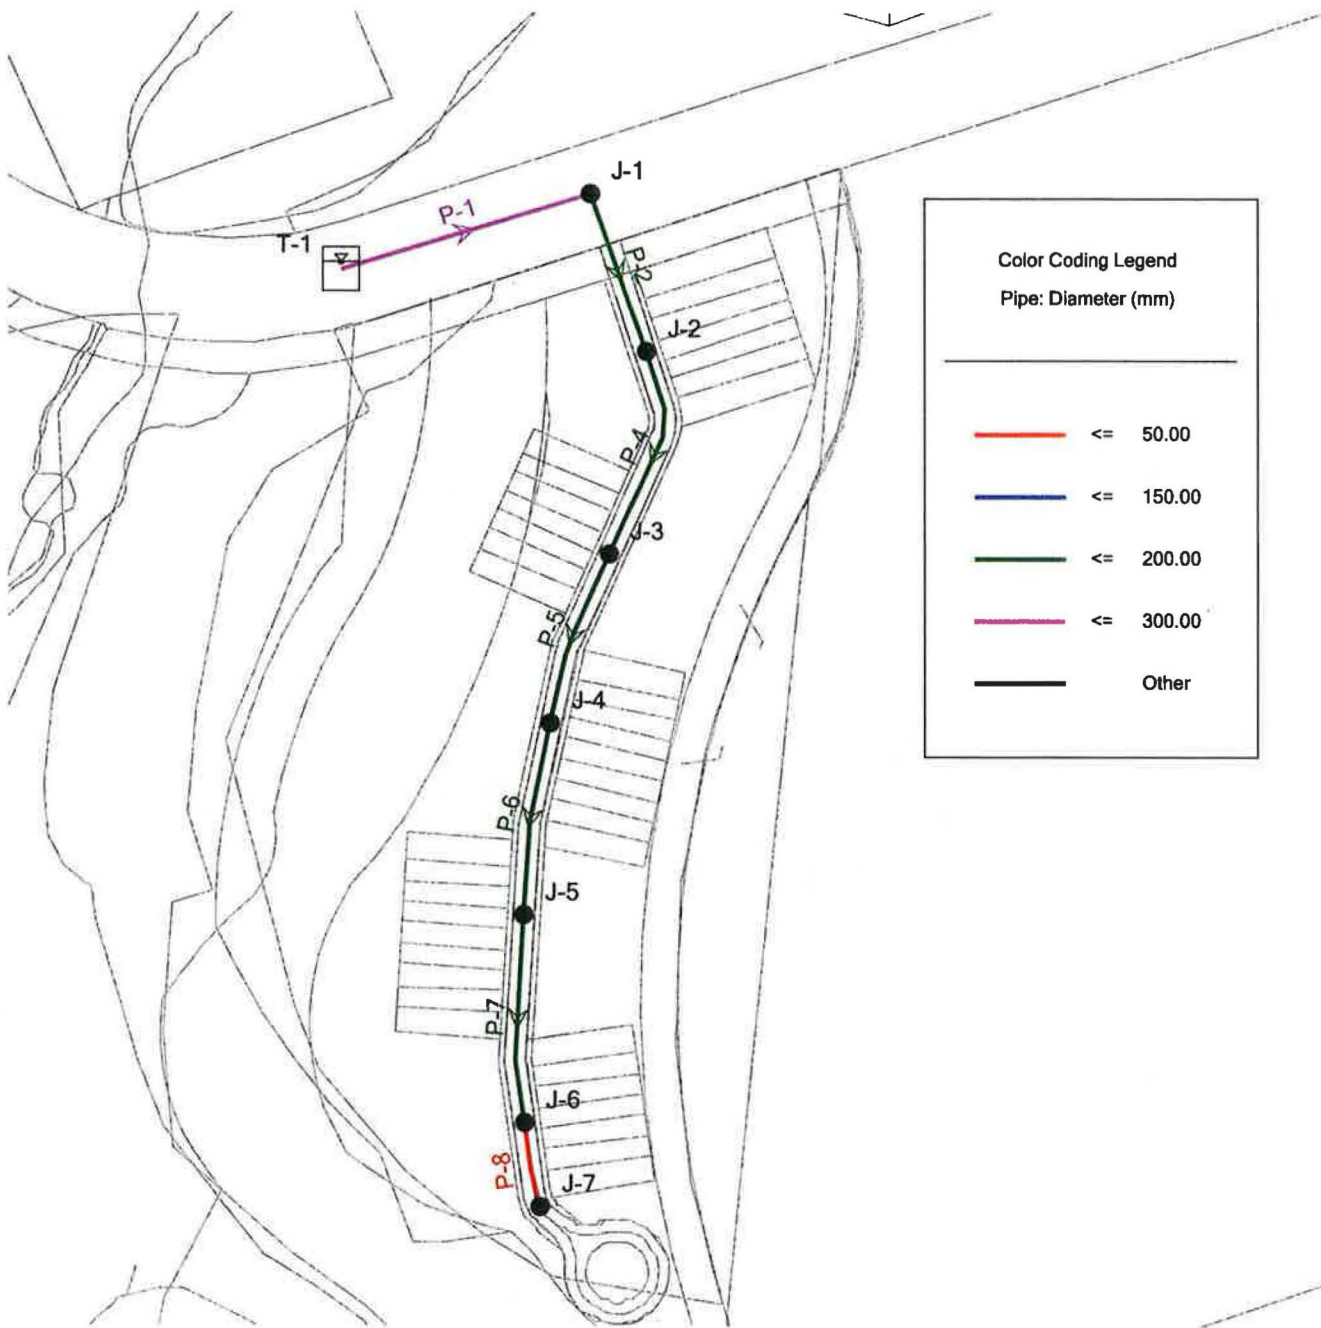 J-1
P-1
T-1
P-2
J-2
P-4
J-3
P-5
J-4
P-6
J-5
P-7
J-6
P-8
J-7
Color Coding Legend
Pipe: Diameter (mm)
<= 50.00
<= 150.00
<= 200.00
<= 300.00
Other